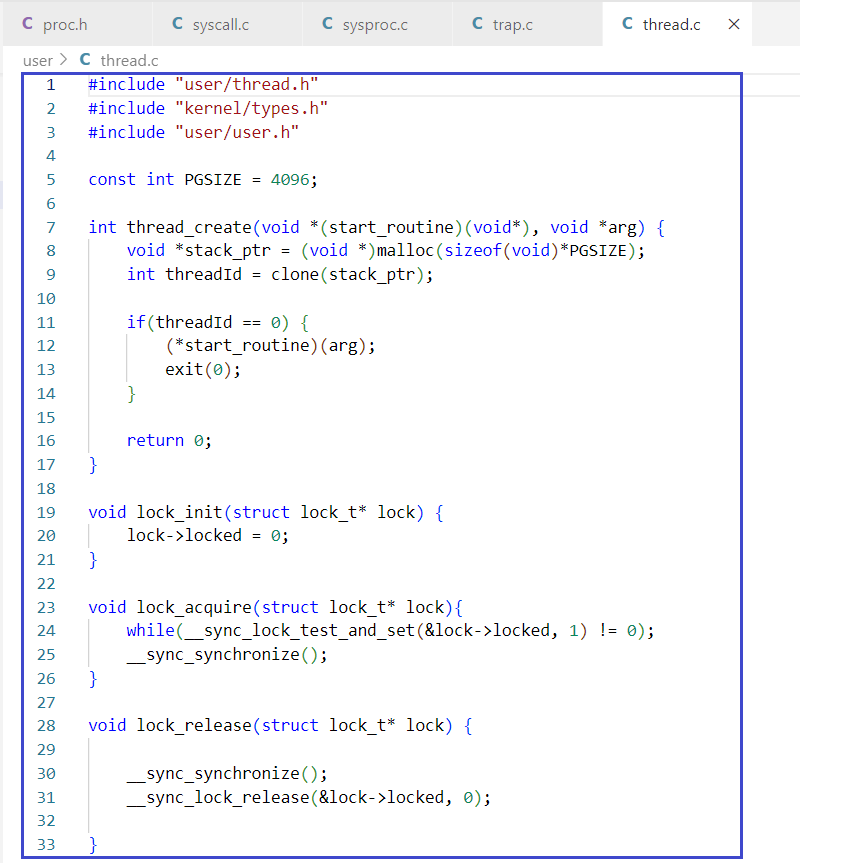 C proc.h C syscall.c C sysproc.c C trap.c C thread.c ×
user > C thread.c
1 #include "user/thread.h"
2 #include "kernel/types.h"
3 #include "user/user.h"
4
5 const int PGSIZE = 4096;
6
7 int thread_create(void *(start_routine)(void*), void *arg) {
8     void *stack_ptr = (void *)malloc(sizeof(void)*PGSIZE);
9     int threadId = clone(stack_ptr);
10
11     if(threadId == 0) {
12         (*start_routine)(arg);
13         exit(0);
14     }
15
16     return 0;
17 }
18
19 void lock_init(struct lock_t* lock) {
20     lock->locked = 0;
21 }
22
23 void lock_acquire(struct lock_t* lock){
24     while(__sync_lock_test_and_set(&lock->locked, 1) != 0);
25     __sync_synchronize();
26 }
27
28 void lock_release(struct lock_t* lock) {
29
30     __sync_synchronize();
31     __sync_lock_release(&lock->locked, 0);
32
33 }